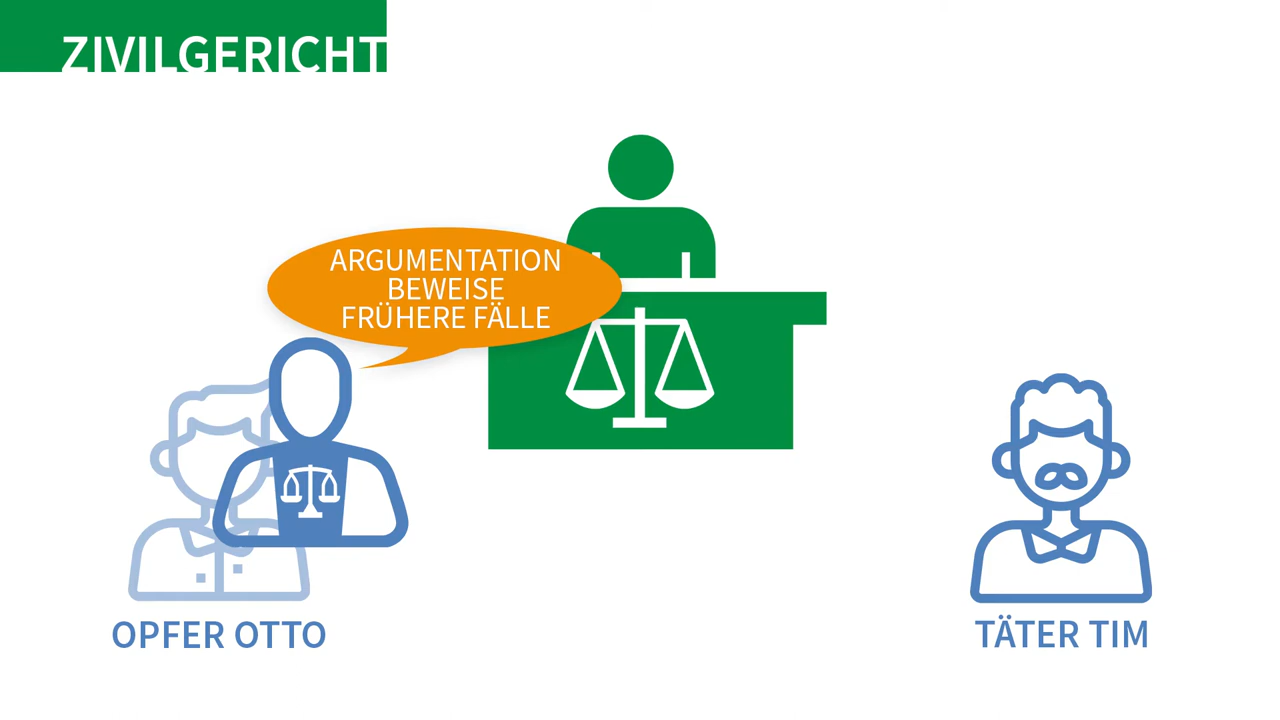 ZIVILGERICHT
ARGUMENTATION
BEWEISE
FRÜHERE FÄLLE
OPFER OTTO
TÄTER TIM